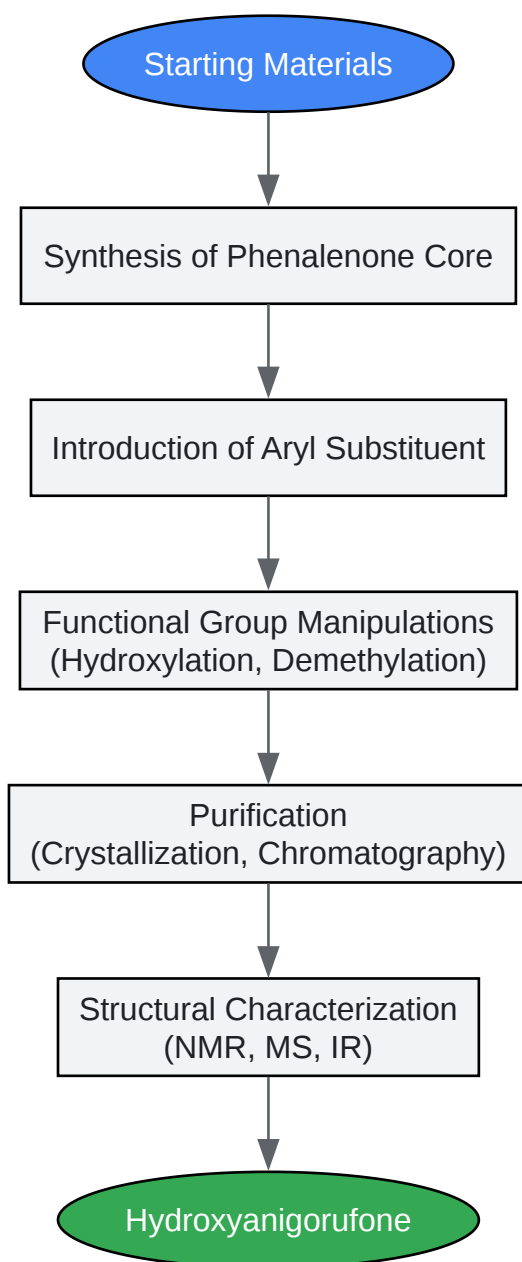 Starting Materials
Synthesis of Phenalenone Core
Introduction of Aryl Substituent
Functional Group Manipulations
(Hydroxylation, Demethylation)
Purification
(Crystallization, Chromatography)
Structural Characterization
(NMR, MS, IR)
Hydroxyanigorufone